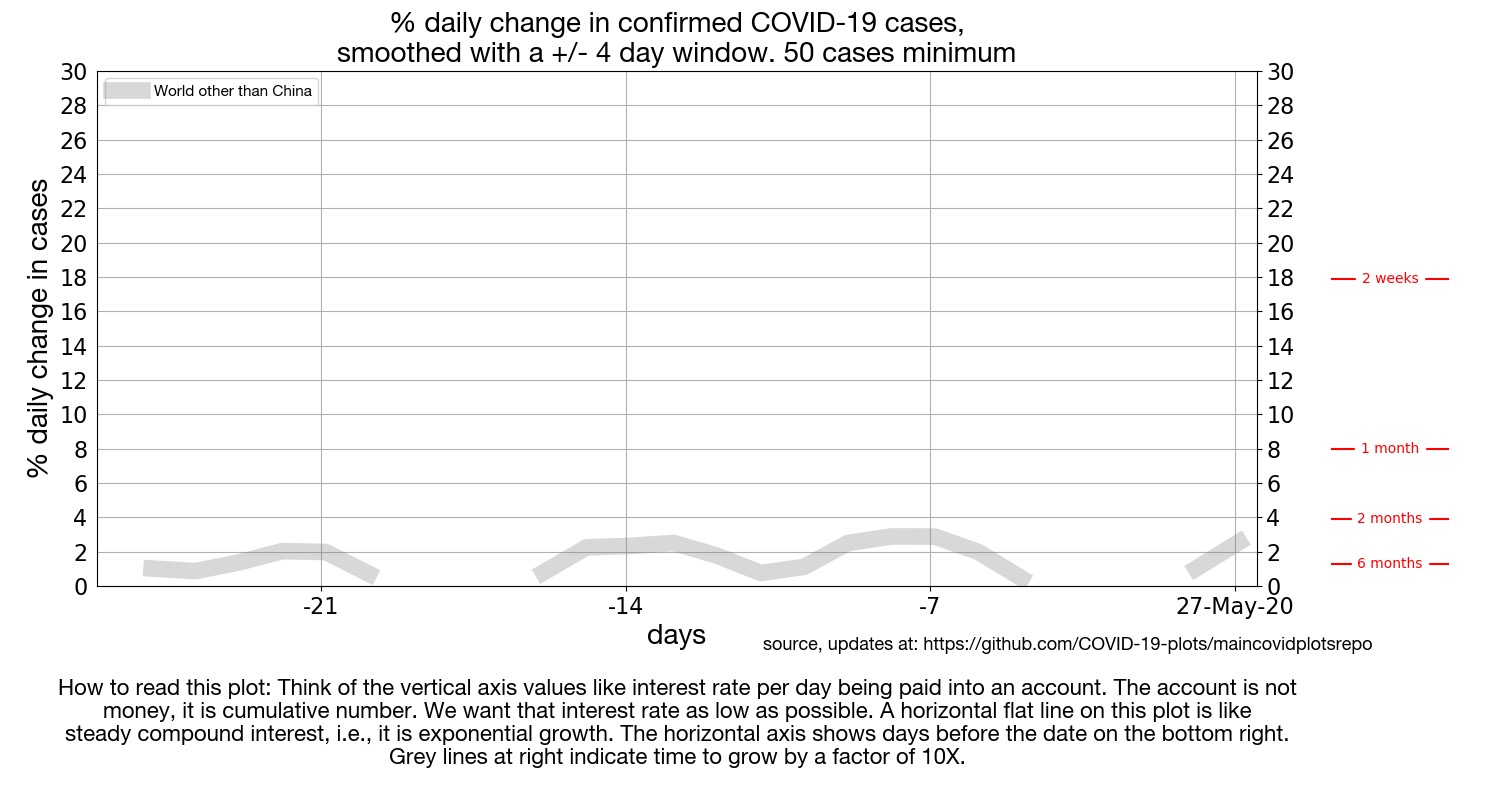 % daily change in confirmed COVID-19 cases,
smoothed with a +/- 4 day window. 50 cases minimum
World other than China
% daily change in cases
30
28
26
24
22
20
18
16
14
12
10
8
6
4
2
0
30
28
26
24
22
20
18
16
14
12
10
8
6
4
2
0
2 weeks
1 month
2 months
6 months
-21 -14 -7 27-May-20
days
source, updates at: https://github.com/COVID-19-plots/maincovidplotsrepo
How to read this plot: Think of the vertical axis values like interest rate per day being paid into an account. The account is not
money, it is cumulative number. We want that interest rate as low as possible. A horizontal flat line on this plot is like
steady compound interest, i.e., it is exponential growth. The horizontal axis shows days before the date on the bottom right.
Grey lines at right indicate time to grow by a factor of 10X.